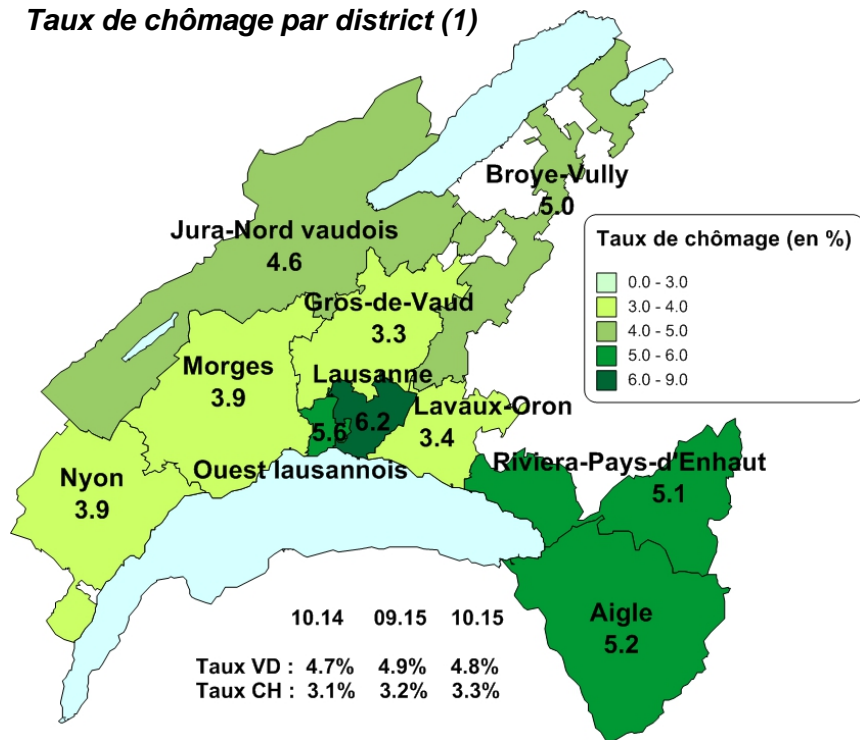 Taux de chômage par district (1)
Broye-Vully
5.0
Jura-Nord vaudois
4.6
Taux de chômage (en %)
0.0 - 3.0
3.0 - 4.0
4.0 - 5.0
5.0 - 6.0
6.0 - 9.0
Gros-de-Vaud
3.3
Morges
3.9
Lausanne
6.2
5.6
Ouest lausannois
Lavaux-Oron
3.4
Nyon
3.9
Riviera-Pays-d'Enhaut
5.1
Aigle
5.2
10.14 09.15 10.15
Taux VD : 4.7% 4.9% 4.8%
Taux CH : 3.1% 3.2% 3.3%